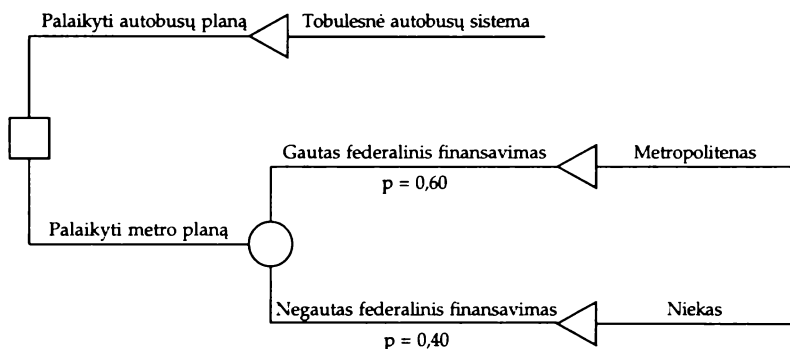 Palaikyti autobusų planą
Tobulesnė autobusų sistema
Gautas federalinis finansavimas
Metropolitenas
p = 0,60
Palaikyti metro planą
Negautas federalinis finansavimas
Niekas
p = 0,40